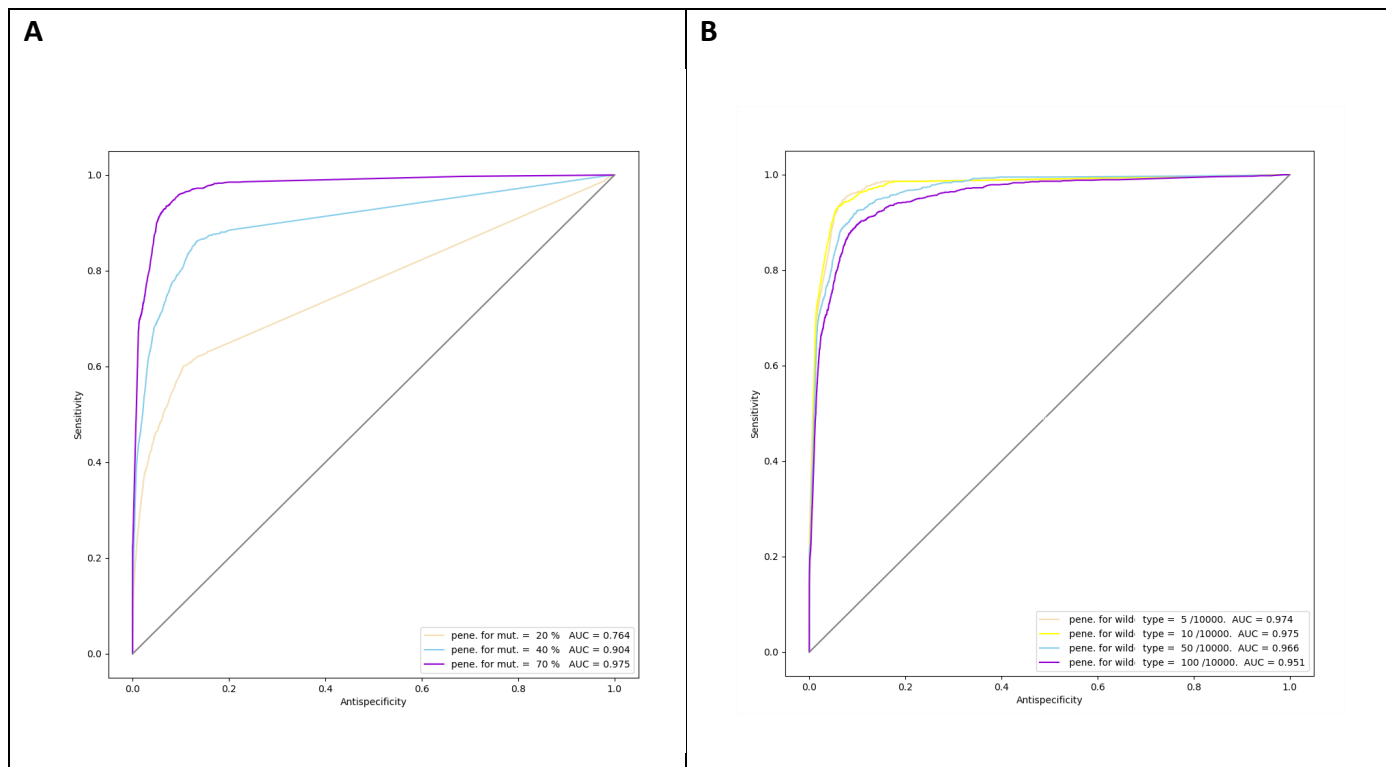 A
1.0
0.8
0.6
0.4
0.2
0.0
Sensitivity
0.0 0.2 0.4 0.6 0.8 1.0
Antispecificity
pene. for mut. = 20 % AUC = 0.764
pene. for mut. = 40 % AUC = 0.904
pene. for mut. = 70 % AUC = 0.975
B
1.0
0.8
0.6
0.4
0.2
0.0
Sensitivity
0.0 0.2 0.4 0.6 0.8 1.0
Antispecificity
pene. for wild type = 5 /10000. AUC = 0.974
pene. for wild type = 10 /10000. AUC = 0.975
pene. for wild type = 50 /10000. AUC = 0.966
pene. for wild type = 100 /10000. AUC = 0.951